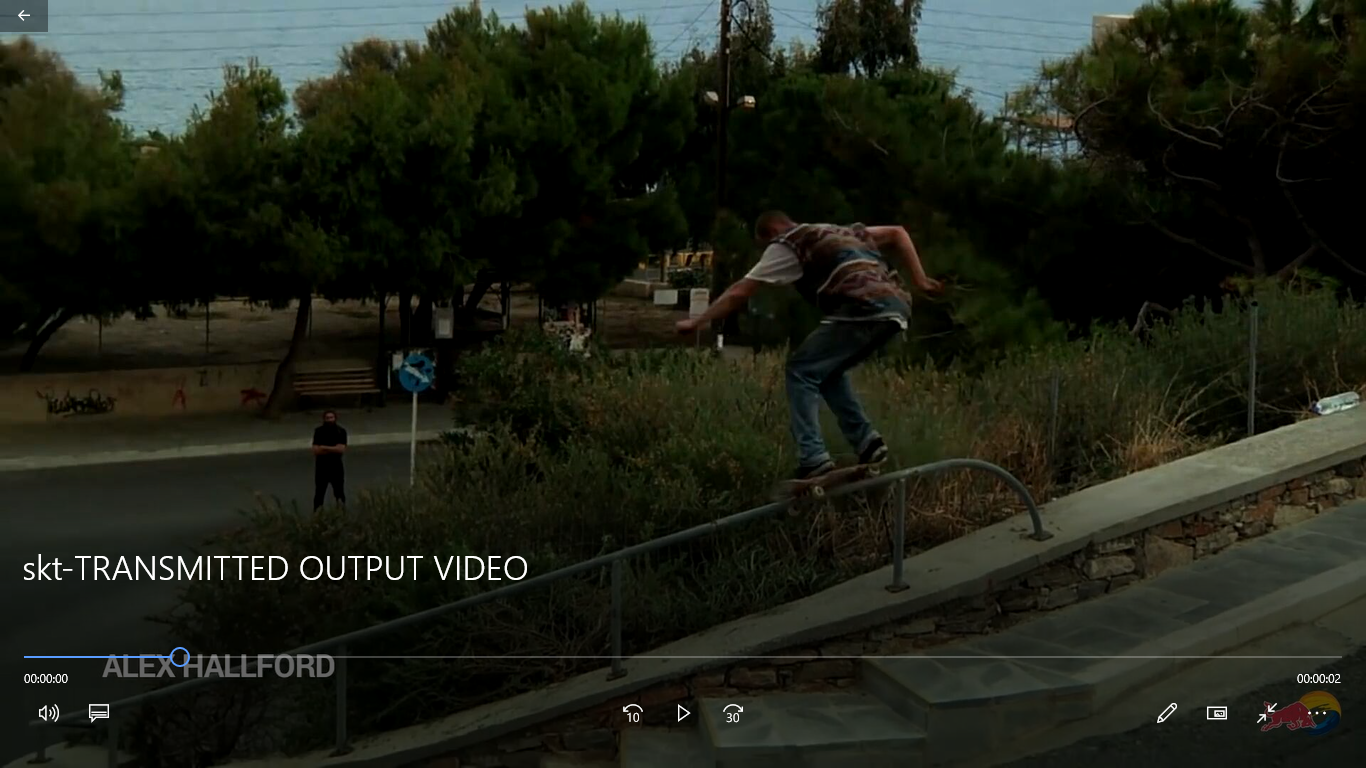 skt-TRANSMITTED OUTPUT VIDEO
ALEX HALLFORD
00:00:00
00:00:02
10
30